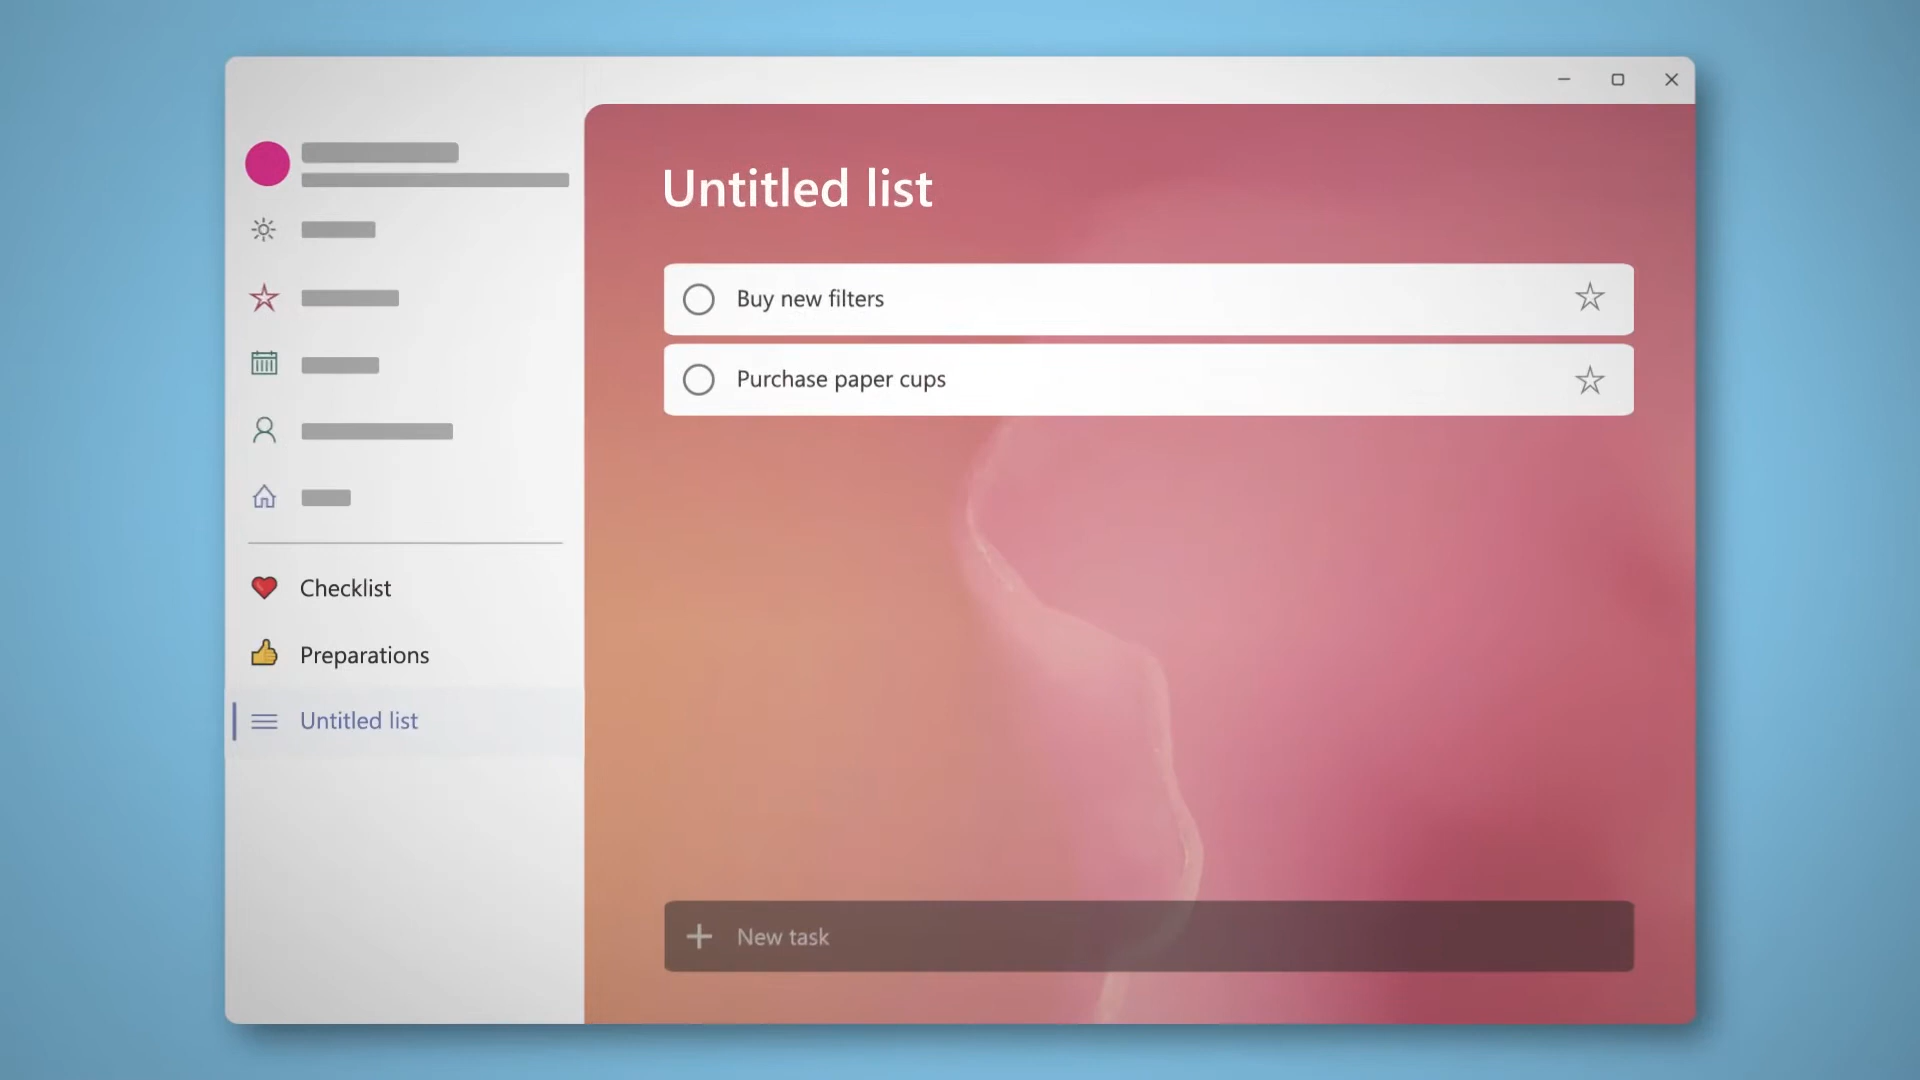 Untitled list
Buy new filters
Purchase paper cups
Checklist
Preparations
Untitled list
New task